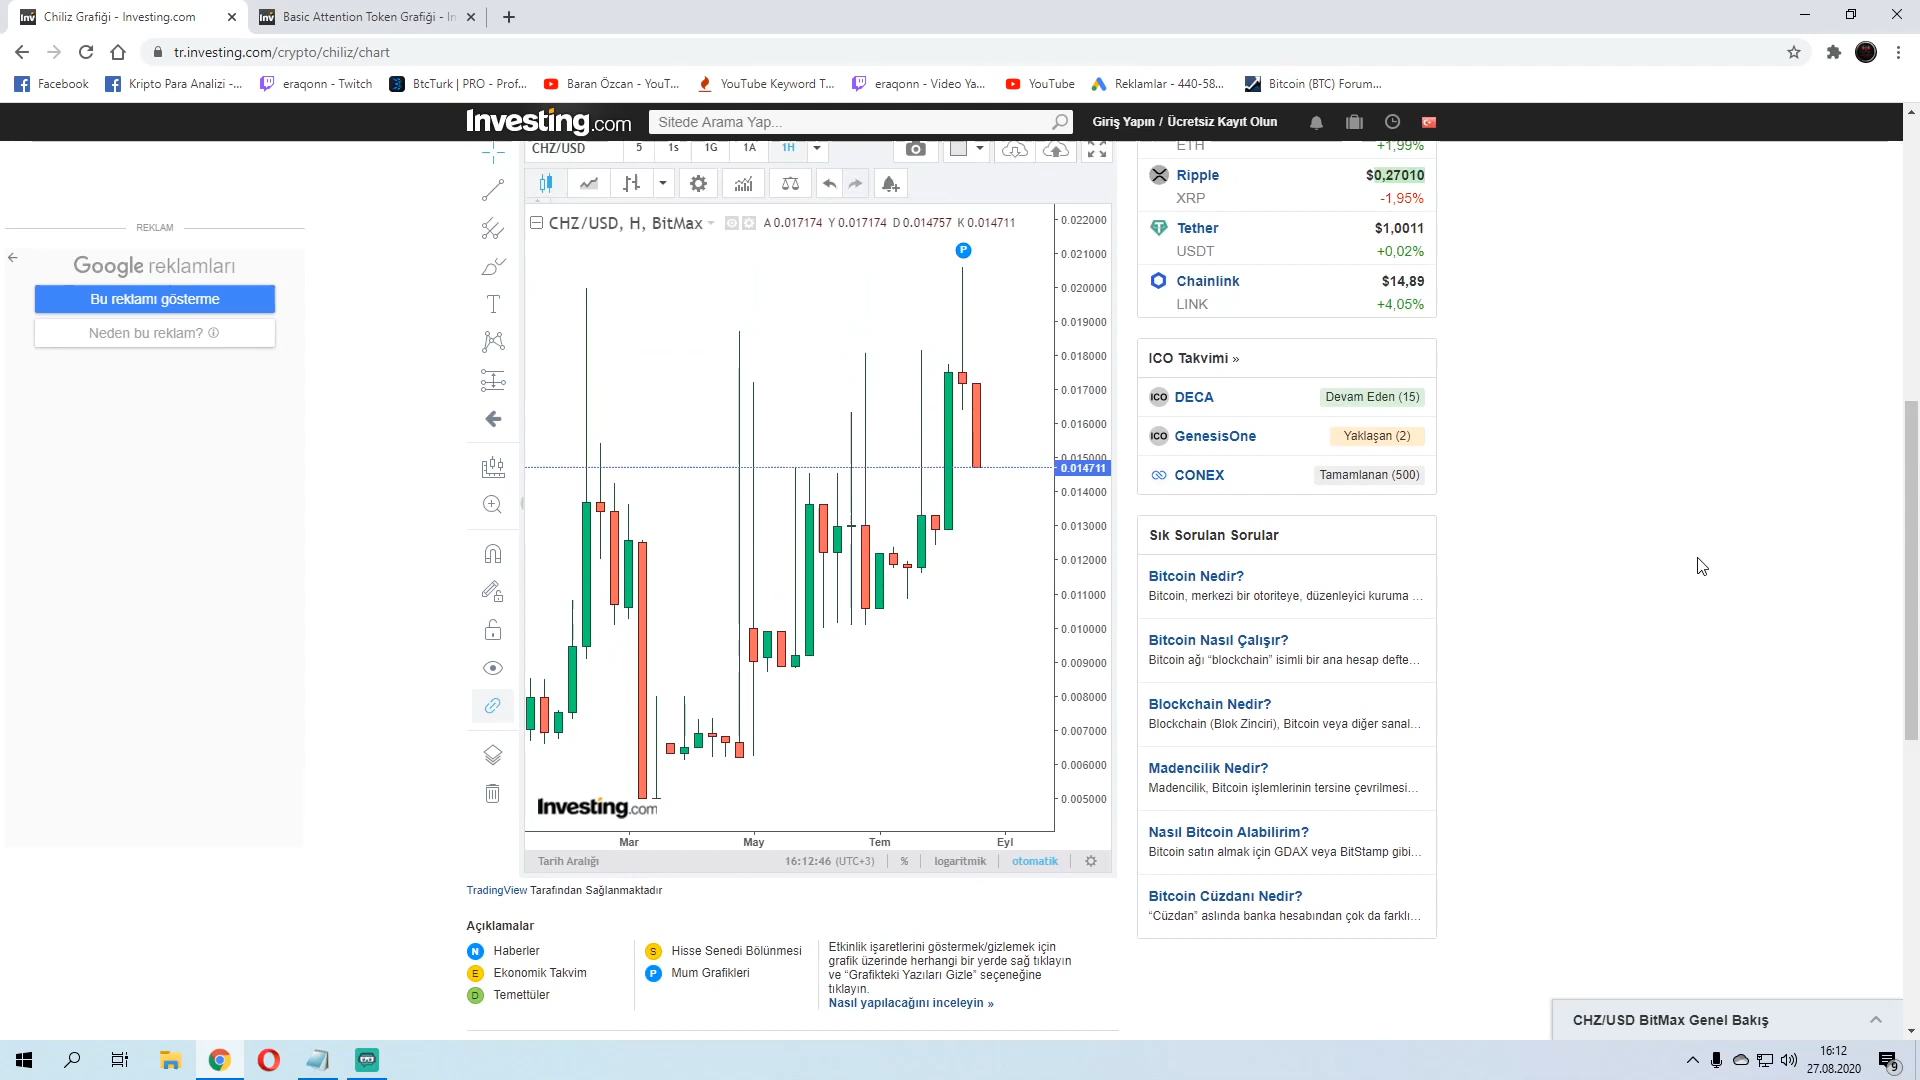 Chiliz Grafiği - Investing.com
Basic Attention Token Grafiği - In
tr.investing.com/crypto/chiliz/chart
Facebook
Kripto Para Analizi -...
eraqonn - Twitch
BtcTurk | PRO - Prof...
Baran Özcan - YouT...
YouTube Keyword T...
eraqonn - Video Ya...
YouTube
Reklamlar - 440-58...
Bitcoin (BTC) Forum...
Investing.com
Sitede Arama Yap...
Giriş Yapın / Ücretsiz Kayıt Olun
CHZ/USD
5
1s
1G
1A
1H
CHZ/USD, H, BitMax
A 0.017174 Y 0.017174 D 0.014757 K 0.014711
P
0.022000
0.021000
0.020000
0.019000
0.018000
0.017000
0.016000
0.015000
0.014711
0.014000
0.013000
0.012000
0.011000
0.010000
0.009000
0.008000
0.007000
0.006000
0.005000
Investing.com
Mar
May
Tem
Eyl
Tarih Aralığı
16:12:46 (UTC+3)
%
logaritmik
otomatik
TradingView Tarafından Sağlanmaktadır
Açıklamalar
N Haberler
E Ekonomik Takvim
D Temettüler
S Hisse Senedi Bölünmesi
P Mum Grafikleri
Etkinlik işaretlerini göstermek/gizlemek için
grafik üzerinde herhangi bir yerde sağ tıklayın
ve “Grafikteki Yazıları Gizle” seçeneğine
tıklayın.
Nasıl yapılacağını inceleyin »
REKLAM
Google reklamları
Bu reklamı gösterme
Neden bu reklam?
ETH
+1,99%
Ripple
$0,27010
XRP
-1,95%
Tether
$1,0011
USDT
+0,02%
Chainlink
$14,89
LINK
+4,05%
ICO Takvimi »
ICO DECA
Devam Eden (15)
ICO GenesisOne
Yaklaşan (2)
CONEX
Tamamlanan (500)
Sık Sorulan Sorular
Bitcoin Nedir?
Bitcoin, merkezi bir otoriteye, düzenleyici kuruma ...
Bitcoin Nasıl Çalışır?
Bitcoin ağı “blockchain” isimli bir ana hesap defte...
Blockchain Nedir?
Blockchain (Blok Zinciri), Bitcoin veya diğer sanal...
Madencilik Nedir?
Madencilik, Bitcoin işlemlerinin tersine çevrilmesi...
Nasıl Bitcoin Alabilirim?
Bitcoin satın almak için GDAX veya BitStamp gibi...
Bitcoin Cüzdanı Nedir?
“Cüzdan” aslında banka hesabından çok da farklı...
CHZ/USD BitMax Genel Bakış
16:12
27.08.2020
9